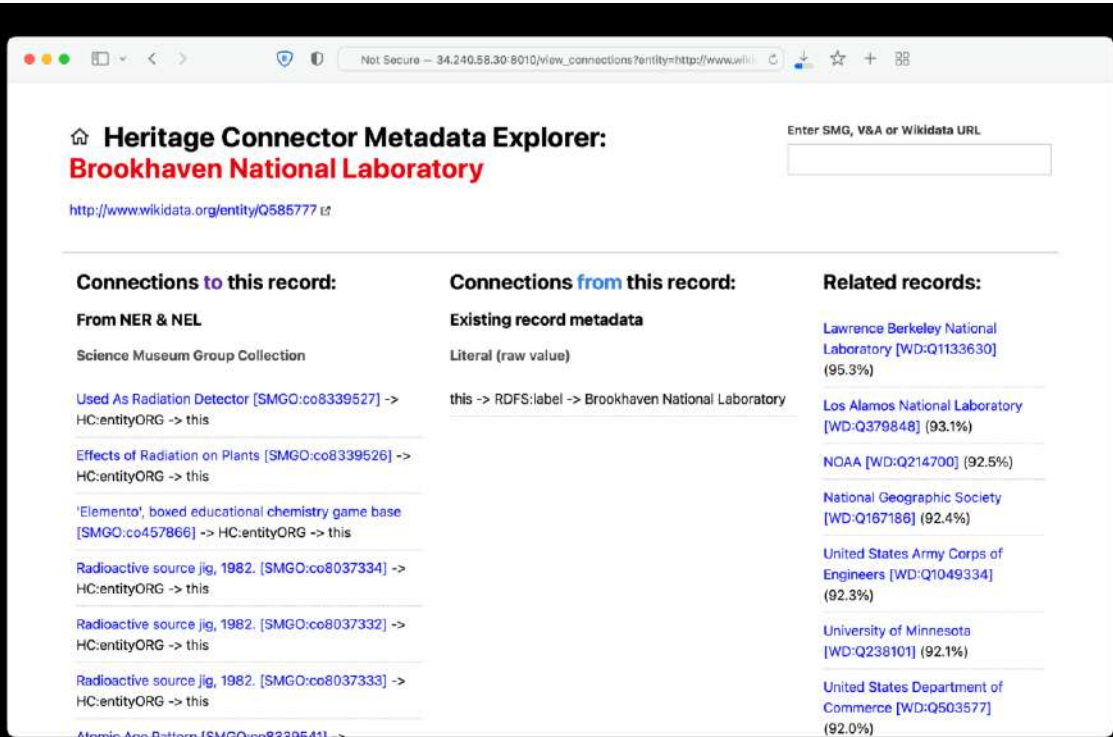 Not Secure — 34.240.58.30:8010/view_connections?entity=http://www.wiki
Heritage Connector Metadata Explorer:
Brookhaven National Laboratory
http://www.wikidata.org/entity/Q585777
Enter SMG, V&A or Wikidata URL
Connections to this record:
From NER & NEL
Science Museum Group Collection
Used As Radiation Detector [SMGO:co8339527] ->
HC:entityORG -> this
Effects of Radiation on Plants [SMGO:co8339526] ->
HC:entityORG -> this
'Elemento', boxed educational chemistry game base
[SMGO:co457866] -> HC:entityORG -> this
Radioactive source jig, 1982. [SMGO:co8037334] ->
HC:entityORG -> this
Radioactive source jig, 1982. [SMGO:co8037332] ->
HC:entityORG -> this
Radioactive source jig, 1982. [SMGO:co8037333] ->
HC:entityORG -> this
Atomic Age Pattern [SMGO:co8339541] ->
Connections from this record:
Existing record metadata
Literal (raw value)
this -> RDFS:label -> Brookhaven National Laboratory
Related records:
Lawrence Berkeley National
Laboratory [WD:Q1133630]
(95.3%)
Los Alamos National Laboratory
[WD:Q379848] (93.1%)
NOAA [WD:Q214700] (92.5%)
National Geographic Society
[WD:Q167186] (92.4%)
United States Army Corps of
Engineers [WD:Q1049334]
(92.3%)
University of Minnesota
[WD:Q238101] (92.1%)
United States Department of
Commerce [WD:Q503577]
(92.0%)